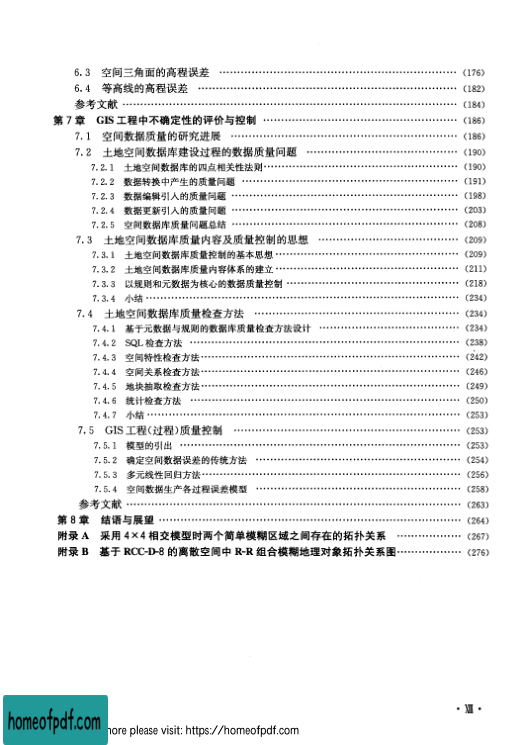 6.3 空间三角面的高程误差 …… (176)
6.4 等高线的高程误差 …… (182)
参考文献 …… (184)
第7章 GIS工程中不确定性的评价与控制 …… (186)
7.1 空间数据质量的研究进展 …… (186)
7.2 土地空间数据库建设过程的数据质量问题 …… (190)
7.2.1 土地空间数据库的四点相关性法则 …… (190)
7.2.2 数据转换中产生的质量问题 …… (191)
7.2.3 数据编辑引入的质量问题 …… (198)
7.2.4 数据更新引入的质量问题 …… (203)
7.2.5 空间数据库质量问题总结 …… (208)
7.3 土地空间数据库质量内容及质量控制的思想 …… (209)
7.3.1 土地空间数据库质量控制的基本思想 …… (209)
7.3.2 土地空间数据库质量内容体系的建立 …… (211)
7.3.3 以规则和元数据为核心的数据质量控制 …… (218)
7.3.4 小结 …… (234)
7.4 土地空间数据库质量检查方法 …… (234)
7.4.1 基于元数据与规则的数据库质量检查方法设计 …… (234)
7.4.2 SQL检查方法 …… (238)
7.4.3 空间特性检查方法 …… (242)
7.4.4 空间关系检查方法 …… (246)
7.4.5 地块抽取检查方法 …… (249)
7.4.6 统计检查方法 …… (250)
7.4.7 小结 …… (253)
7.5 GIS工程(过程)质量控制 …… (253)
7.5.1 模型的引出 …… (253)
7.5.2 确定空间数据误差的传统方法 …… (254)
7.5.3 多元线性回归方法 …… (256)
7.5.4 空间数据生产各过程误差模型 …… (258)
参考文献 …… (263)
第8章 结语与展望 …… (264)
附录A 采用4×4相交模型时两个简单模糊区域之间存在的拓扑关系 …… (267)
附录B 基于RCC-D-8的离散空间中R-R组合模糊地理对象拓扑关系图 …… (276)
· Ⅻ ·
homeofpdf.com
more please visit: https://homeofpdf.com